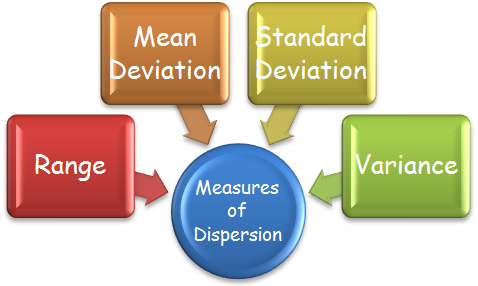 Mean
Deviation
Standard
Deviation
Range
Variance
Measures
of
Dispersion